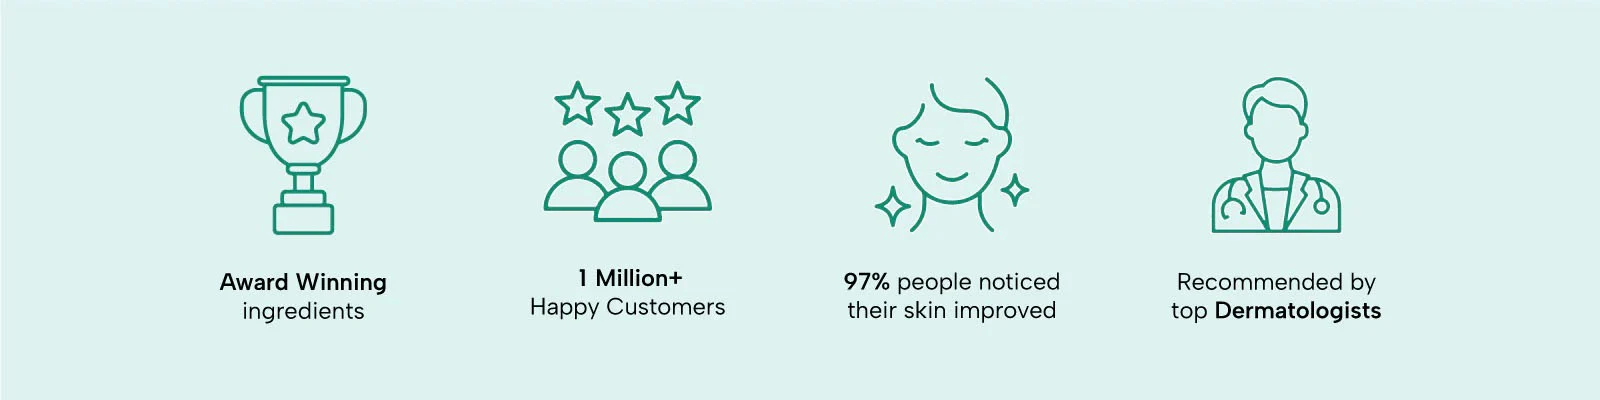 Award Winning
ingredients
1 Million+
Happy Customers
97% people noticed
their skin improved
Recommended by
top Dermatologists